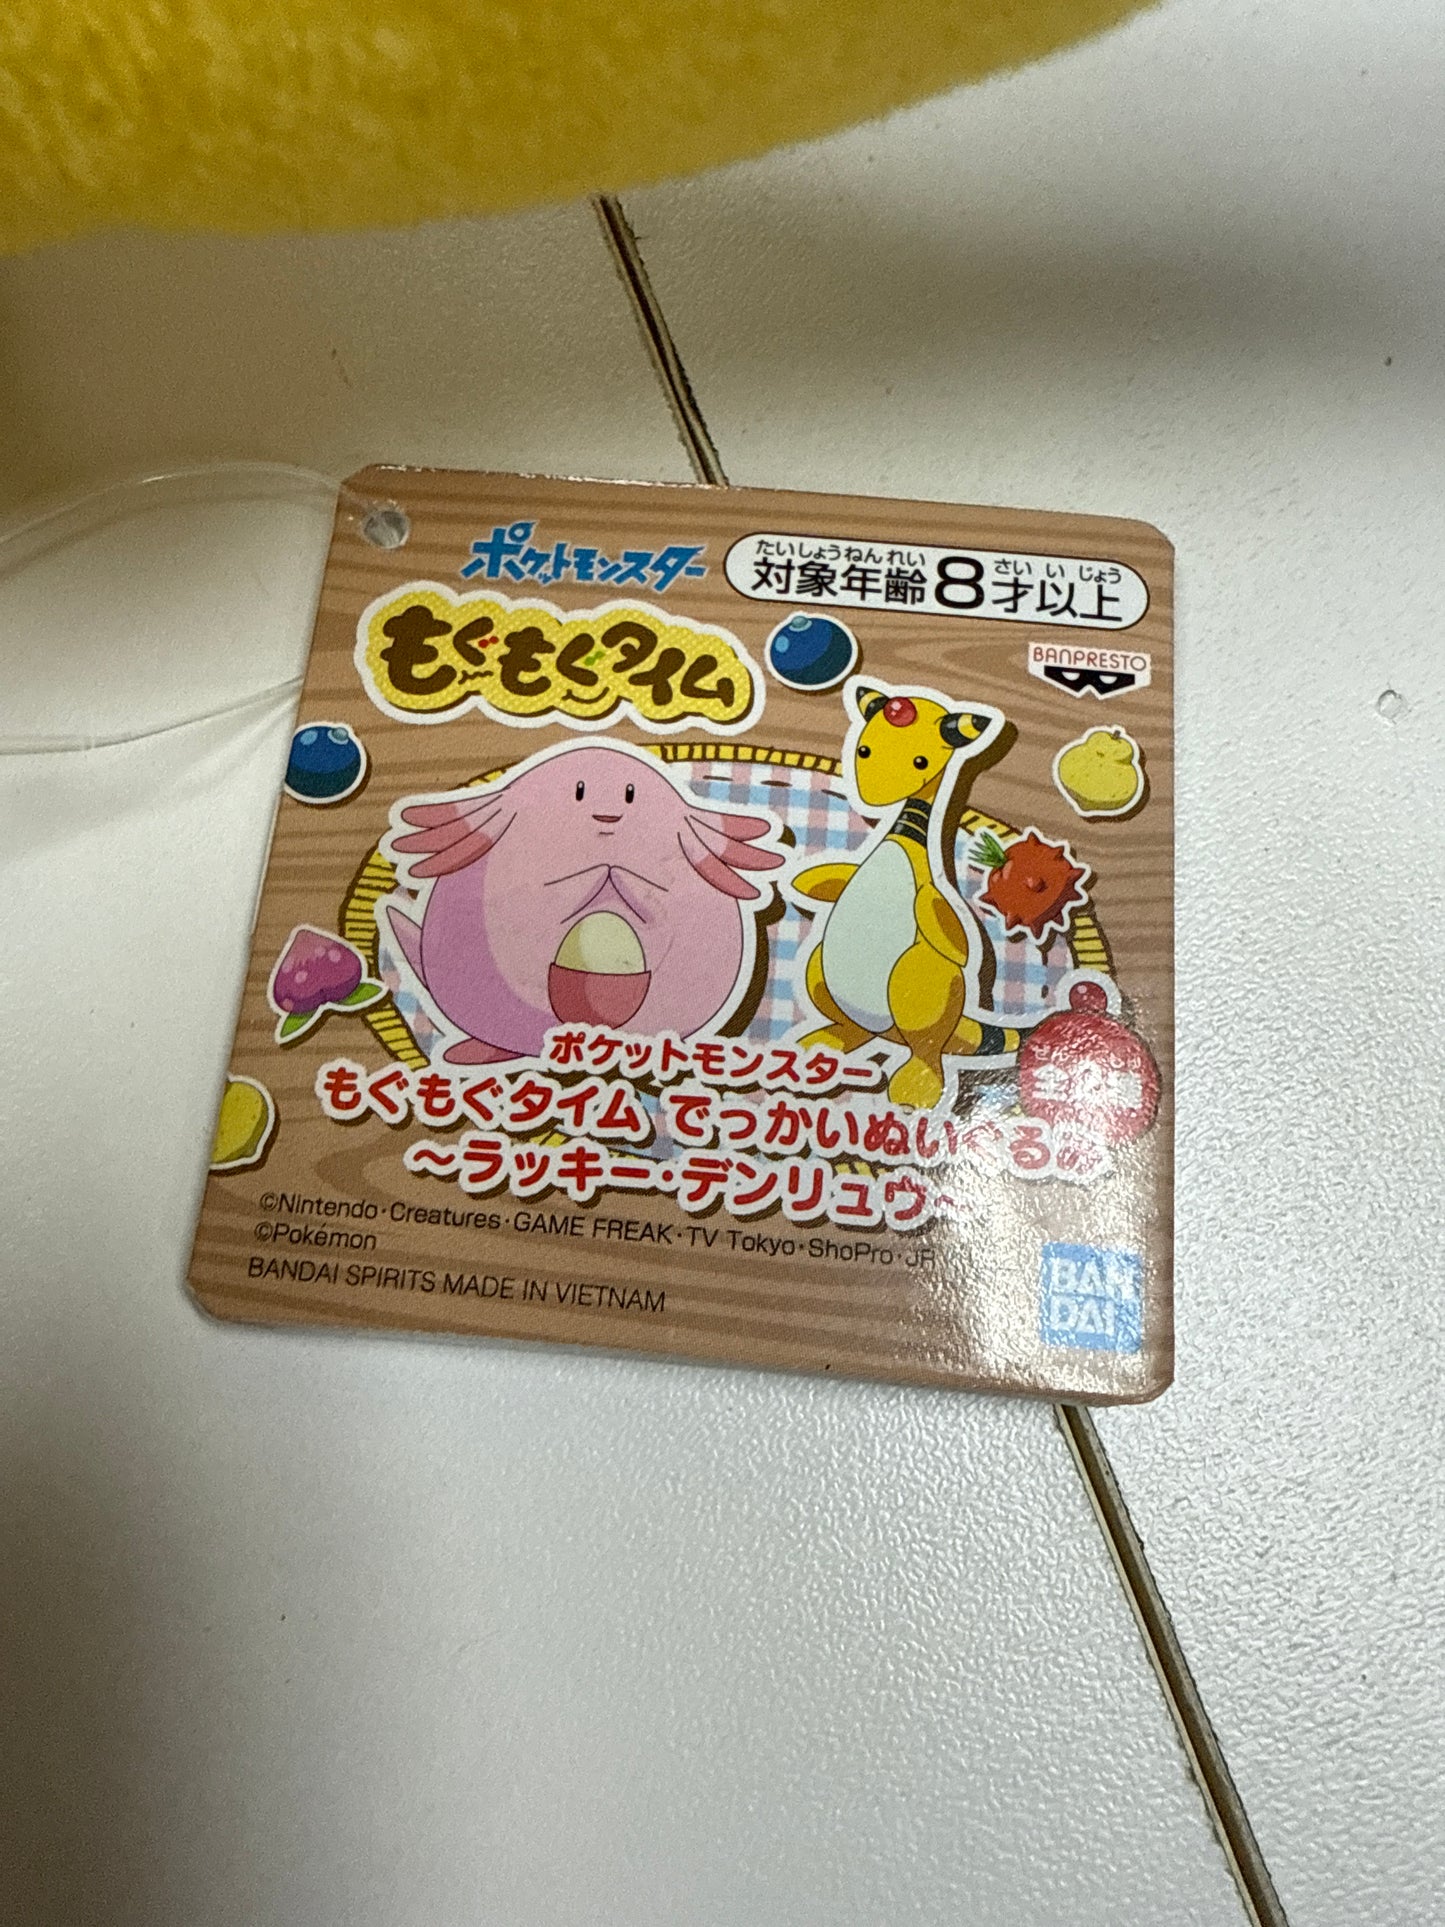 ポケットモンスター
たいしょうねんれい さい いじょう
対象年齢8才以上
もぐもぐタイム
BANPRESTO
ポケットモンスター
もぐもぐタイム でっかいぬいぐるみ
～ラッキー・デンリュウ～
©Nintendo・Creatures・GAME FREAK・TV Tokyo・ShoPro・JR
©Pokémon
BANDAI SPIRITS MADE IN VIETNAM
BAN
DAI